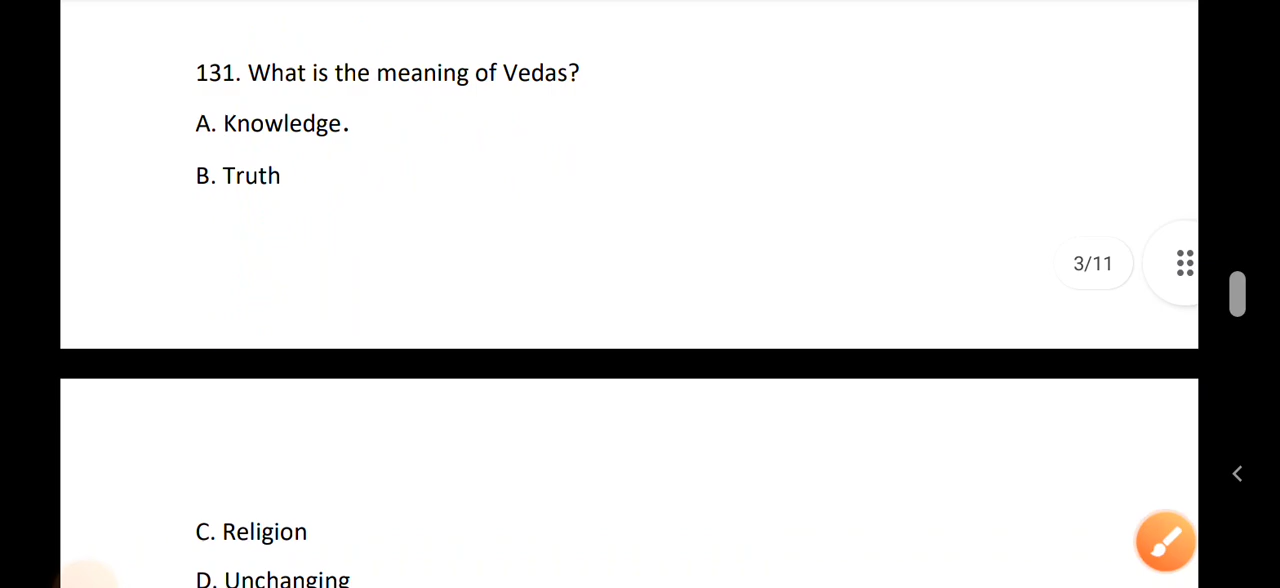 131. What is the meaning of Vedas?
A. Knowledge.
B. Truth
3/11
C. Religion
D. Unchanging